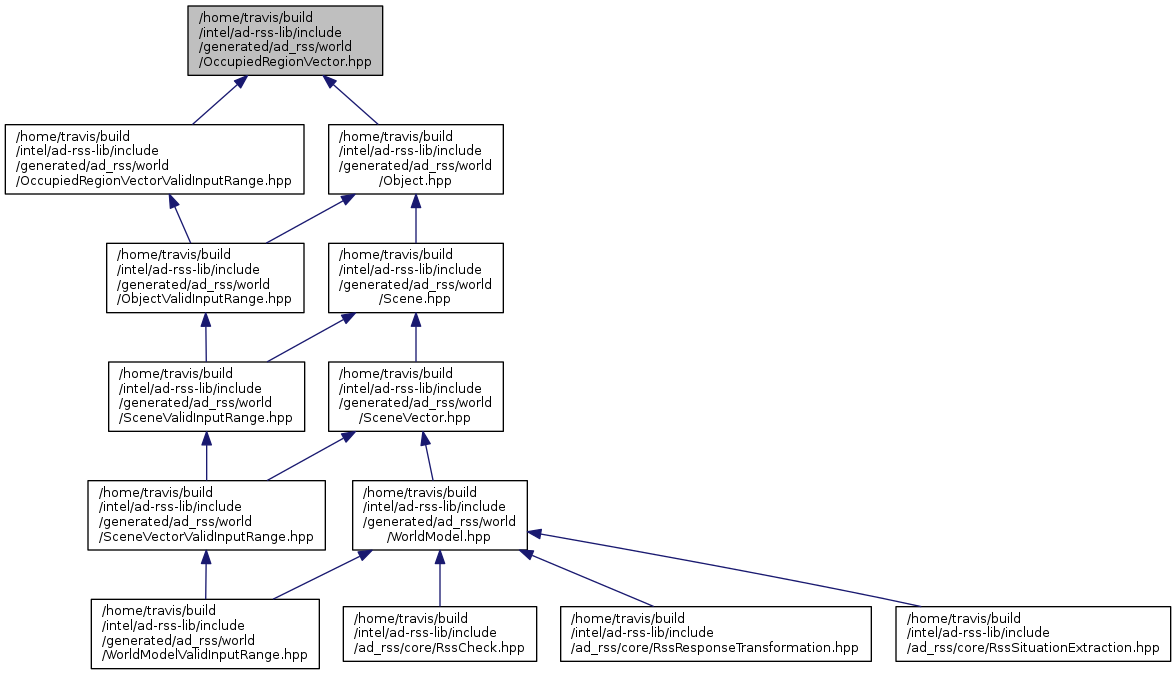 /home/travis/build
/intel/ad-rss-lib/include
/generated/ad_rss/world
/OccupiedRegionVector.hpp
/home/travis/build
/intel/ad-rss-lib/include
/generated/ad_rss/world
/OccupiedRegionVectorValidInputRange.hpp
/home/travis/build
/intel/ad-rss-lib/include
/generated/ad_rss/world
/Object.hpp
/home/travis/build
/intel/ad-rss-lib/include
/generated/ad_rss/world
/ObjectValidInputRange.hpp
/home/travis/build
/intel/ad-rss-lib/include
/generated/ad_rss/world
/Scene.hpp
/home/travis/build
/intel/ad-rss-lib/include
/generated/ad_rss/world
/SceneValidInputRange.hpp
/home/travis/build
/intel/ad-rss-lib/include
/generated/ad_rss/world
/SceneVector.hpp
/home/travis/build
/intel/ad-rss-lib/include
/generated/ad_rss/world
/SceneVectorValidInputRange.hpp
/home/travis/build
/intel/ad-rss-lib/include
/generated/ad_rss/world
/WorldModel.hpp
/home/travis/build
/intel/ad-rss-lib/include
/generated/ad_rss/world
/WorldModelValidInputRange.hpp
/home/travis/build
/intel/ad-rss-lib/include
/ad_rss/core/RssCheck.hpp
/home/travis/build
/intel/ad-rss-lib/include
/ad_rss/core/RssResponseTransformation.hpp
/home/travis/build
/intel/ad-rss-lib/include
/ad_rss/core/RssSituationExtraction.hpp